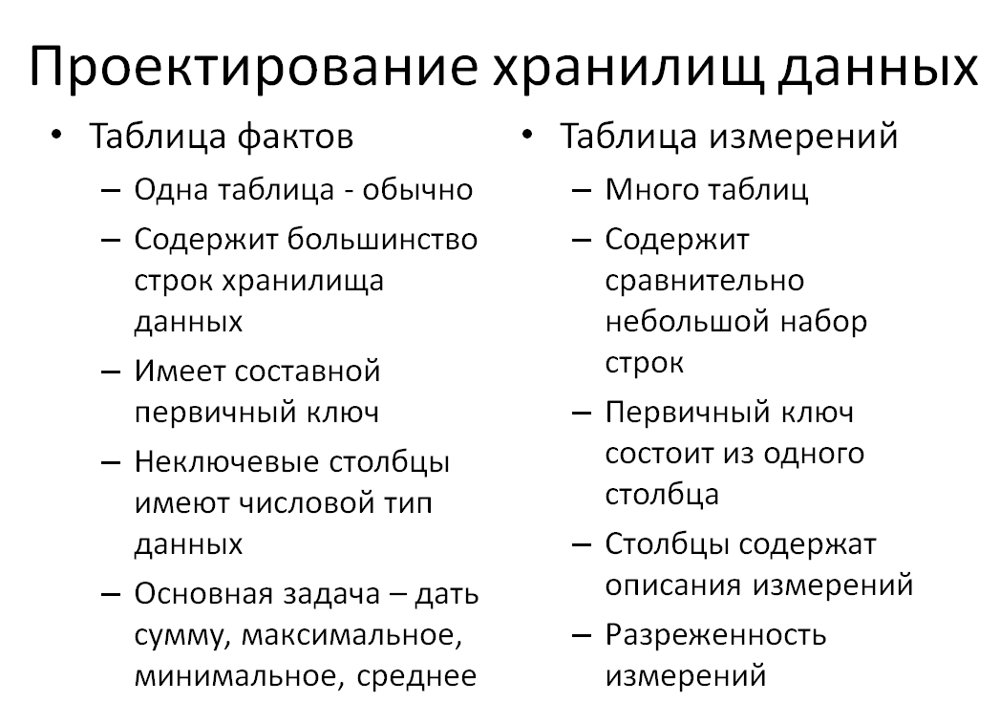 Проектирование хранилищ данных
• Таблица фактов
– Одна таблица - обычно
– Содержит большинство
строк хранилища
данных
– Имеет составной
первичный ключ
– Неключевые столбцы
имеют числовой тип
данных
– Основная задача – дать
сумму, максимальное,
минимальное, среднее
• Таблица измерений
– Много таблиц
– Содержит
сравнительно
небольшой набор
строк
– Первичный ключ
состоит из одного
столбца
– Столбцы содержат
описания измерений
– Разреженность
измерений